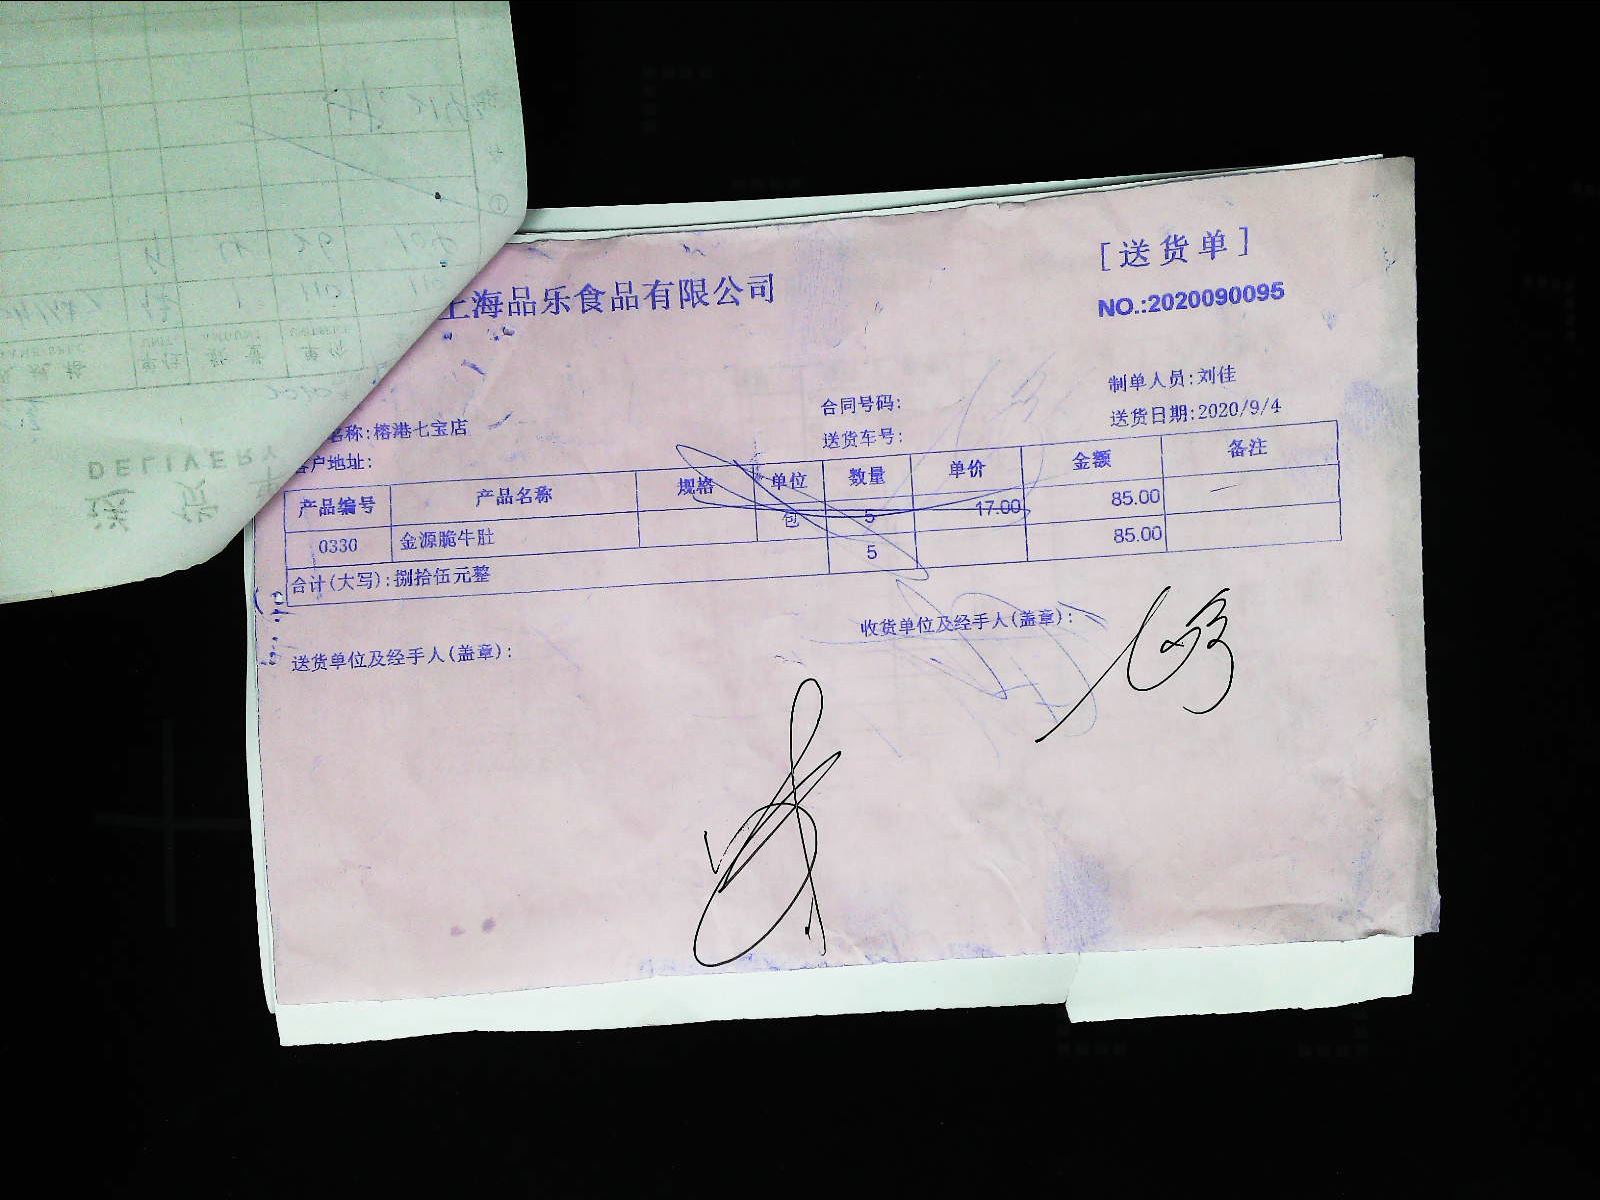 [送货单]
上海品乐食品有限公司
NO.:2020090095
制单人员:刘佳
合同号码:
送货日期:2020/9/4
名称:榕港七宝店
送货车号:
客户地址:
产品编号 产品名称 规格 单位 数量 单价 金额 备注
0330 金源脆牛肚 包 5 17.00 85.00
合计(大写):捌拾伍元整 5 85.00
收货单位及经手人(盖章):
送货单位及经手人(盖章):
DELIVERY
送货